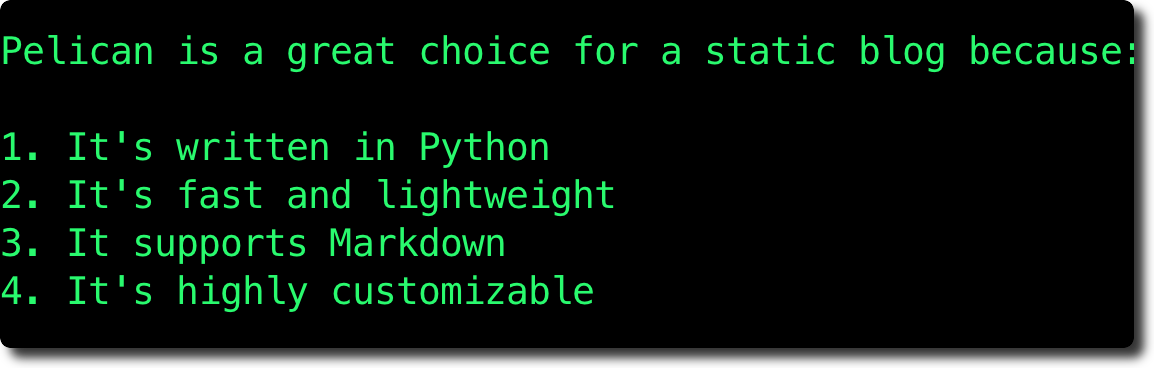 Pelican is a great choice for a static blog because:
1. It's written in Python
2. It's fast and lightweight
3. It supports Markdown
4. It's highly customizable